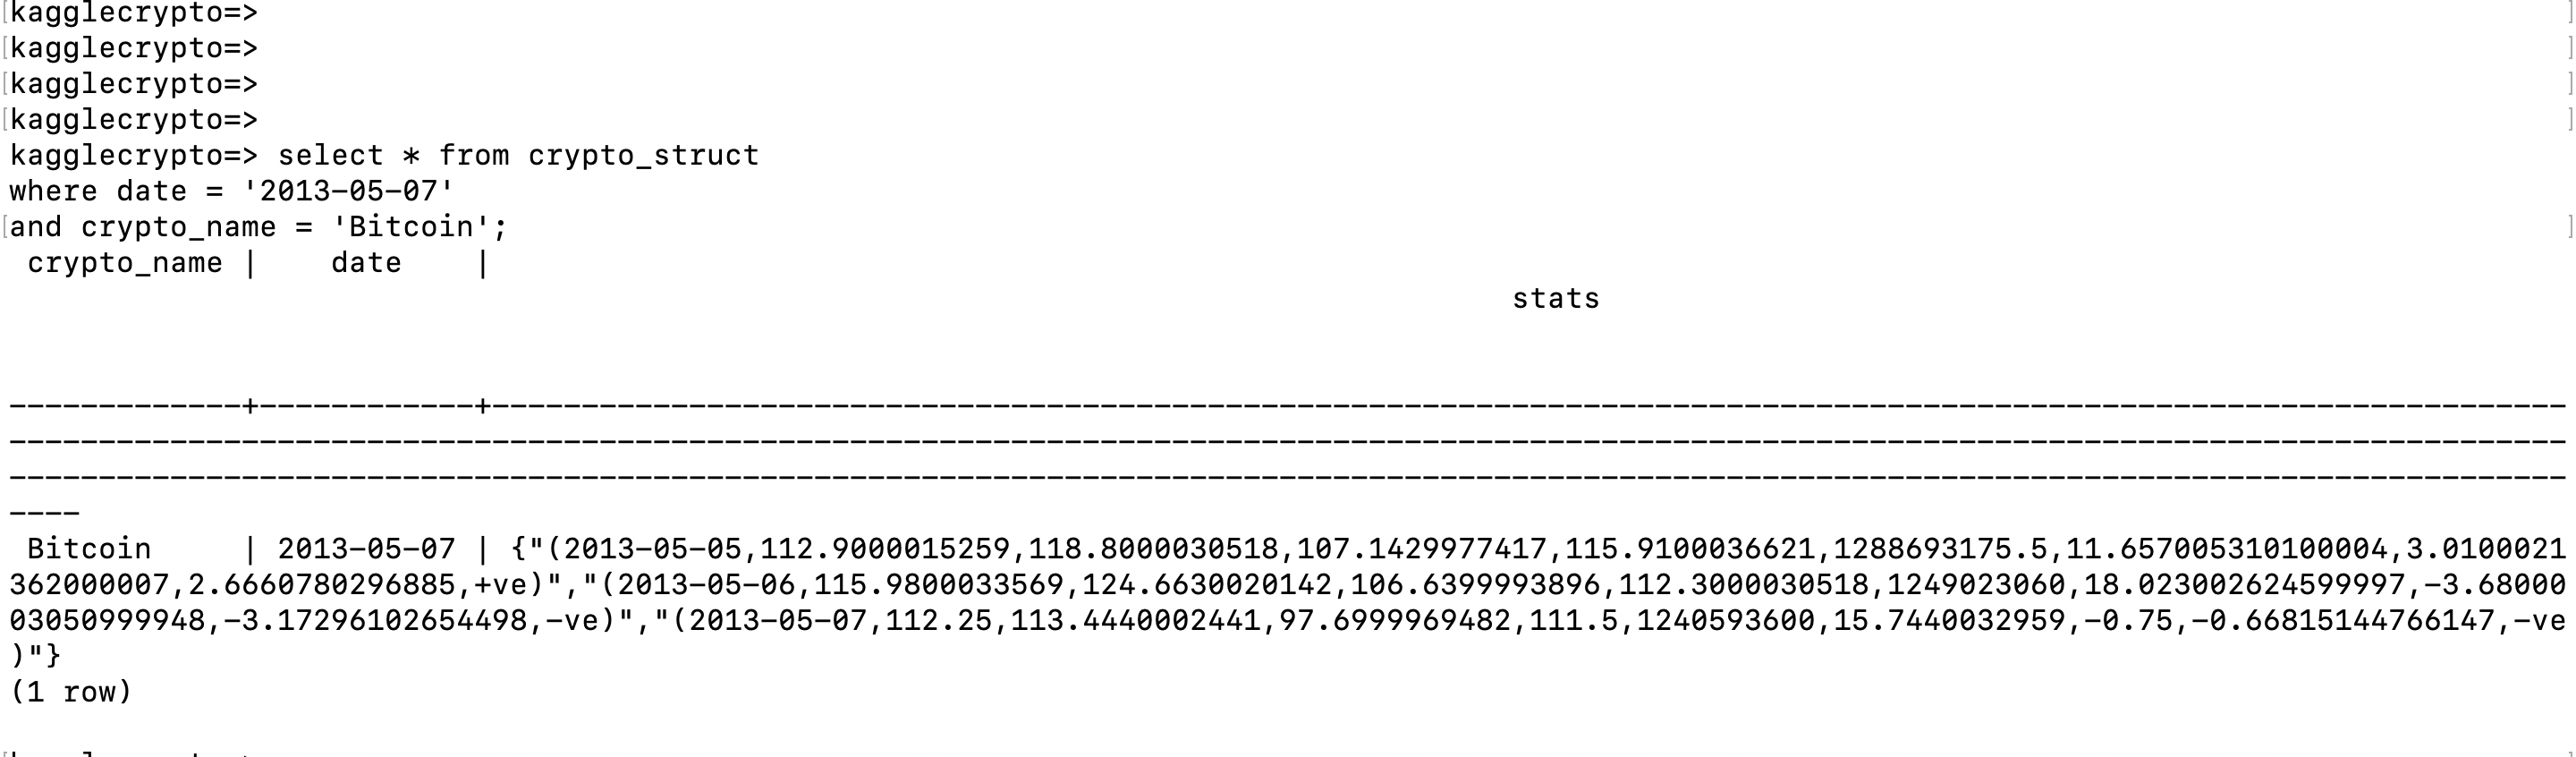 [kagglecrypto=> ]
[kagglecrypto=> ]
[kagglecrypto=> ]
[kagglecrypto=> ]
kagglecrypto=> select * from crypto_struct
where date = '2013-05-07'
[and crypto_name = 'Bitcoin'; ]
crypto_name | date |
stats
-------------+------------+---------------------------------------------------------------------------------------------------------------------
------------------------------------------------------------------------------------------------------------------------------------------------
------------------------------------------------------------------------------------------------------------------------------------------------
----
Bitcoin | 2013-05-07 | {"(2013-05-05,112.9000015259,118.8000030518,107.1429977417,115.9100036621,1288693175.5,11.657005310100004,3.0100021
362000007,2.6660780296885,+ve)","(2013-05-06,115.9800033569,124.6630020142,106.6399993896,112.3000030518,1249023060,18.023002624599997,-3.68000
03050999948,-3.17296102654498,-ve)","(2013-05-07,112.25,113.4440002441,97.6999969482,111.5,1240593600,15.7440032959,-0.75,-0.66815144766147,-ve
)"}
(1 row)